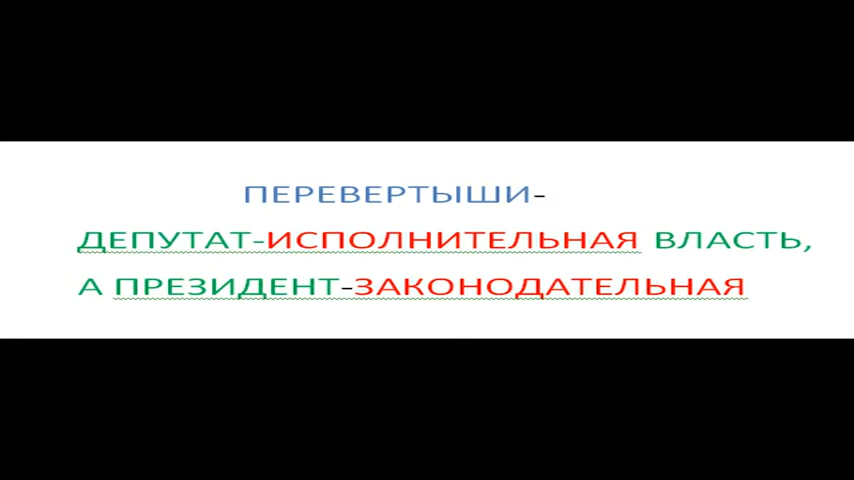 ПЕРЕВЕРТЫШИ-
ДЕПУТАТ-ИСПОЛНИТЕЛЬНАЯ ВЛАСТЬ,
А ПРЕЗИДЕНТ-ЗАКОНОДАТЕЛЬНАЯ